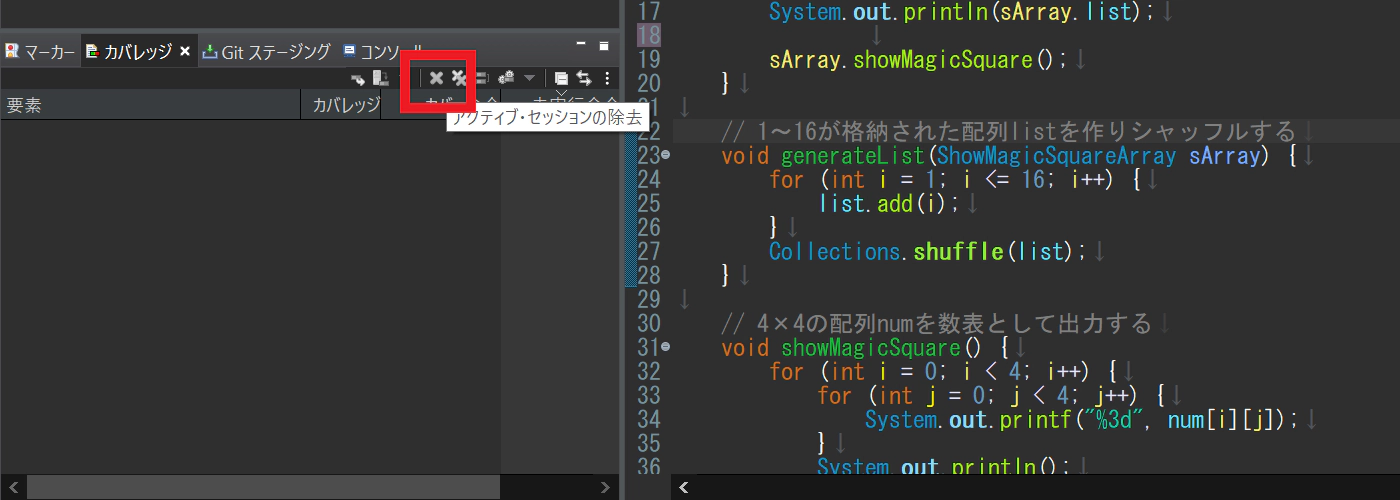 マーカー カバレッジ Git ステージング コンソール
要素 カバレッジ
アクティブ・セッションの除去
17 System.out.println(sArray.list);↓
18 ↓
19 sArray.showMagicSquare();↓
20 }↓
21 ↓
22 // 1～16が格納された配列listを作りシャッフルする↓
23 void generateList(ShowMagicSquareArray sArray) {↓
24 for (int i = 1; i <= 16; i++) {↓
25 list.add(i);↓
26 }↓
27 Collections.shuffle(list);↓
28 }↓
29 ↓
30 // 4×4の配列numを数表として出力する↓
31 void showMagicSquare() {↓
32 for (int i = 0; i < 4; i++) {↓
33 for (int j = 0; j < 4; j++) {↓
34 System.out.printf("%3d", num[i][j]);↓
35 }↓
36 System.out.println();↓